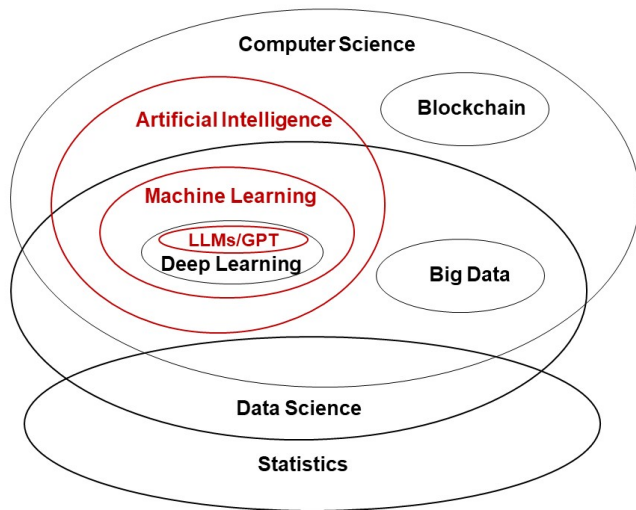 Computer Science
Blockchain
Artificial Intelligence
Machine Learning
LLMs/GPT
Deep Learning
Big Data
Data Science
Statistics